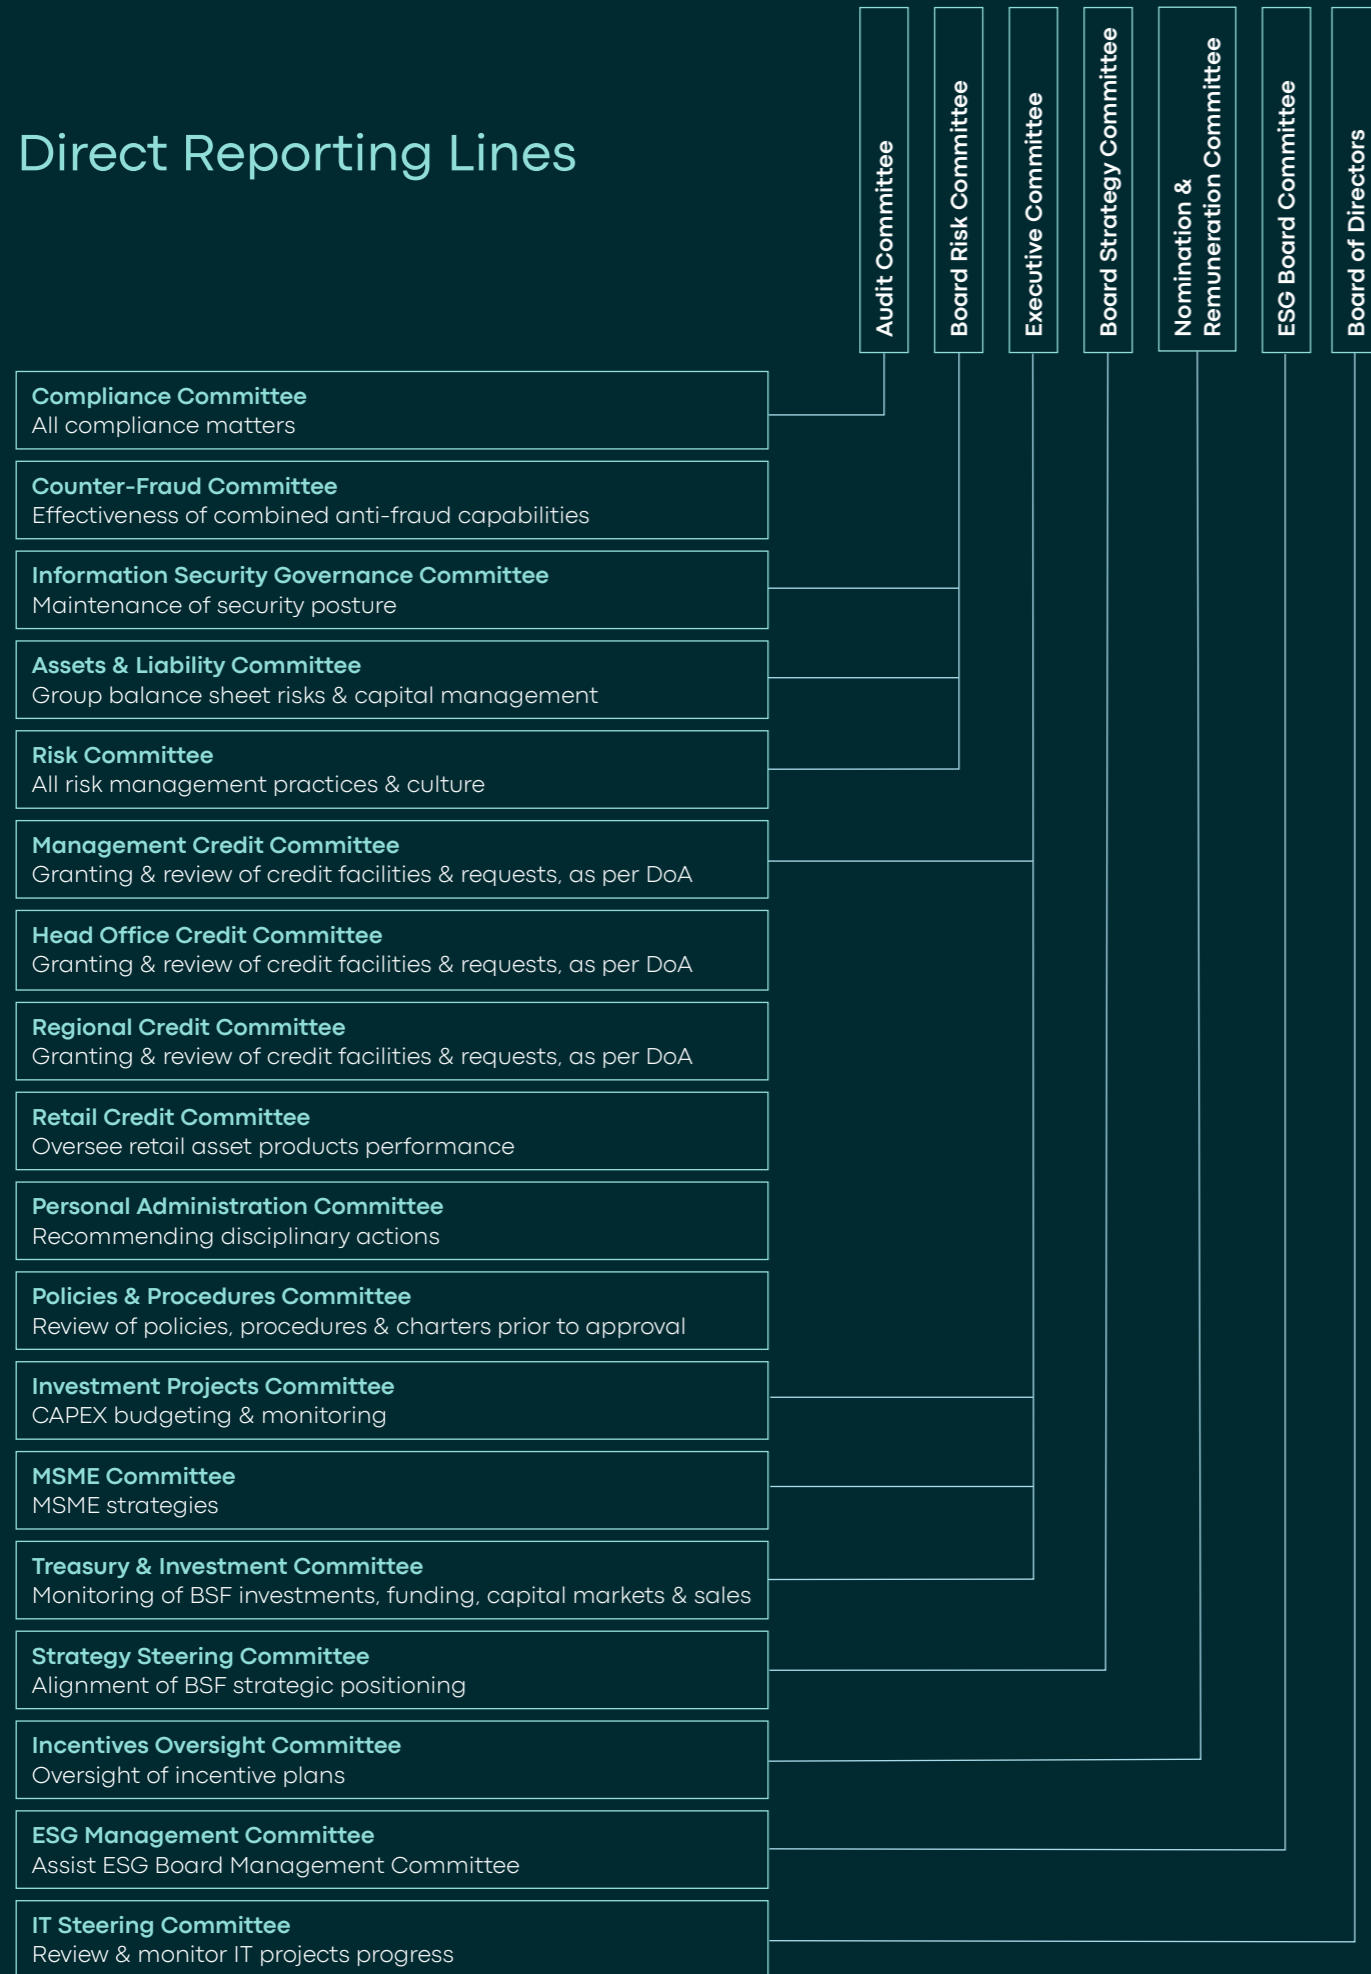 Direct Reporting Lines
Audit Committee
Board Risk Committee
Executive Committee
Board Strategy Committee
Nomination &
Remuneration Committee
ESG Board Committee
Board of Directors
Compliance Committee
All compliance matters
Counter-Fraud Committee
Effectiveness of combined anti-fraud capabilities
Information Security Governance Committee
Maintenance of security posture
Assets & Liability Committee
Group balance sheet risks & capital management
Risk Committee
All risk management practices & culture
Management Credit Committee
Granting & review of credit facilities & requests, as per DoA
Head Office Credit Committee
Granting & review of credit facilities & requests, as per DoA
Regional Credit Committee
Granting & review of credit facilities & requests, as per DoA
Retail Credit Committee
Oversee retail asset products performance
Personal Administration Committee
Recommending disciplinary actions
Policies & Procedures Committee
Review of policies, procedures & charters prior to approval
Investment Projects Committee
CAPEX budgeting & monitoring
MSME Committee
MSME strategies
Treasury & Investment Committee
Monitoring of BSF investments, funding, capital markets & sales
Strategy Steering Committee
Alignment of BSF strategic positioning
Incentives Oversight Committee
Oversight of incentive plans
ESG Management Committee
Assist ESG Board Management Committee
IT Steering Committee
Review & monitor IT projects progress